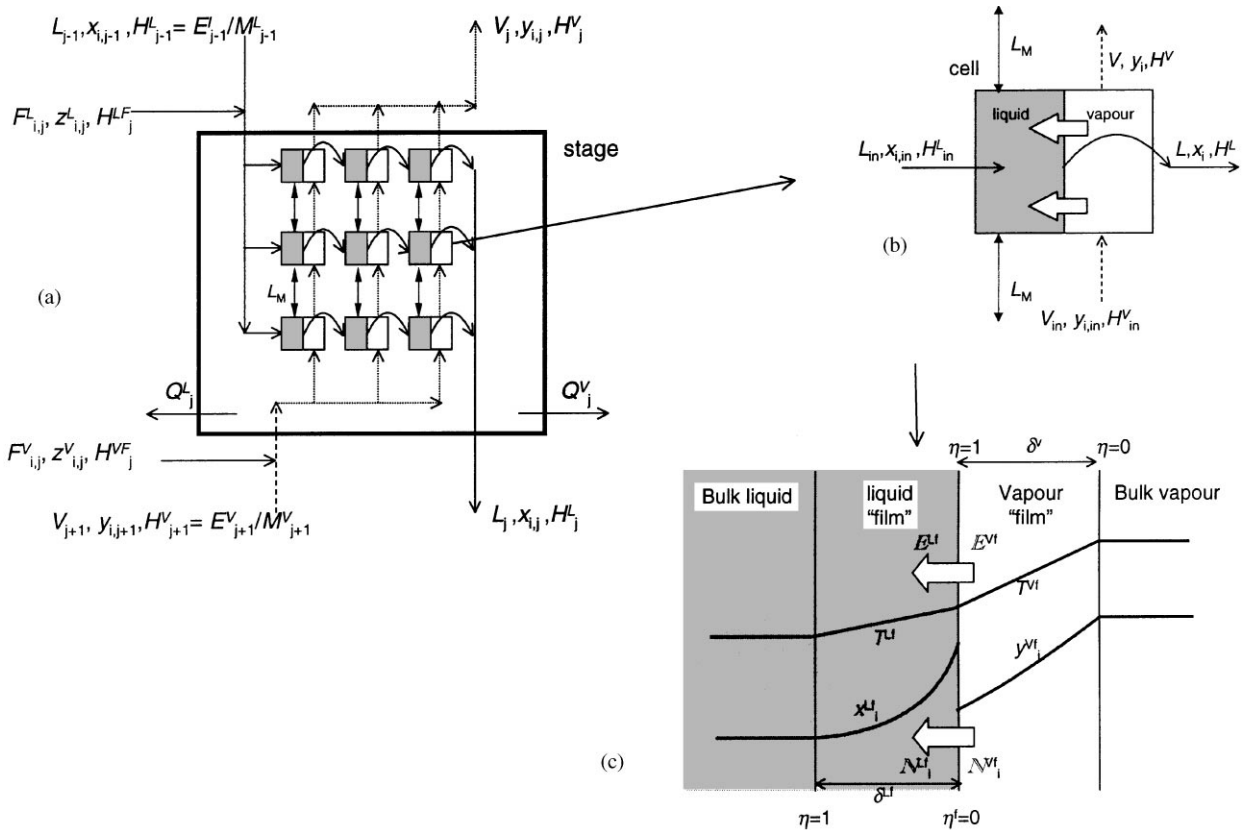 (a)
L_{j-1}, x_{i,j-1}, H^L_{j-1} = E^L_{j-1}/M^L_{j-1}
V_j, y_{i,j}, H^V_j
F^L_{i,j}, z^L_{i,j}, H^{LF}_j
stage
L_M
Q^L_j
Q^V_j
F^V_{i,j}, z^V_{i,j}, H^{VF}_j
V_{j+1}, y_{i,j+1}, H^V_{j+1} = E^V_{j+1}/M^V_{j+1}
L_j, x_{i,j}, H^L_j
(b)
L_M
V, y_i, H^V
cell
liquid
vapour
L_{in}, x_{i,in}, H^L_{in}
L, x_i, H^L
L_M
V_{in}, y_{i,in}, H^V_{in}
(c)
η=1
δ^V
η=0
Bulk liquid
liquid
"film"
Vapour
"film"
Bulk vapour
E^{Lf}
E^{Vf}
T^{Vf}
T^{Lf}
y^{Vf}_i
x^{Lf}_i
N^{Lf}_i
N^{Vf}_i
δ^{Lf}
η=1
η^f=0